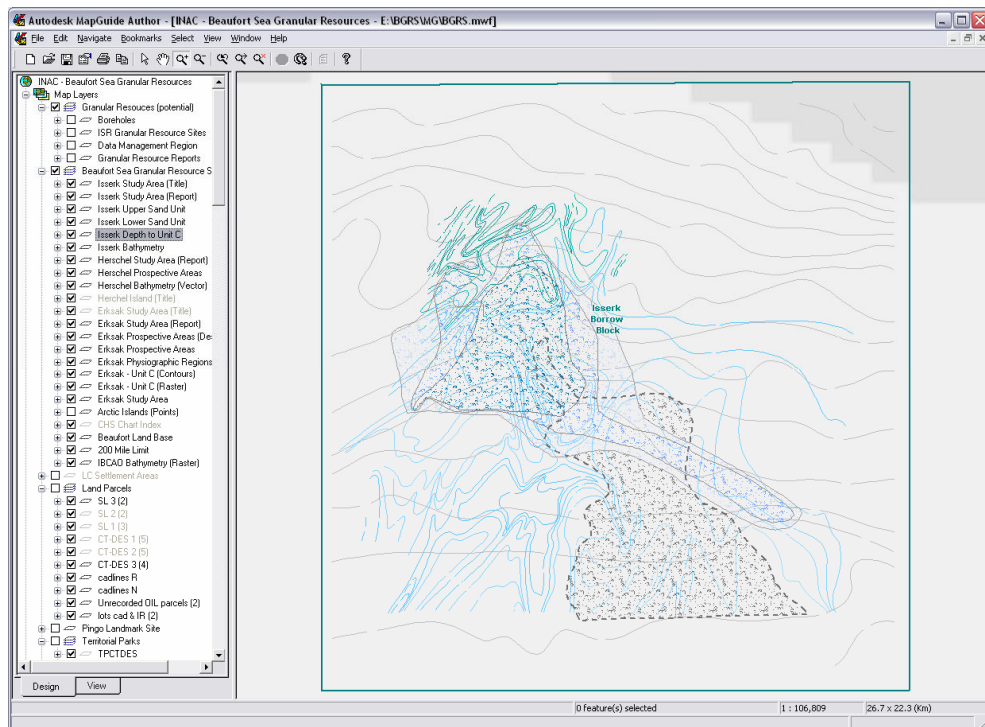 Autodesk MapGuide Author - [INAC - Beaufort Sea Granular Resources - E:\BGRS\MG\BGRS.mwf]
File Edit Navigate Bookmarks Select View Window Help
INAC - Beaufort Sea Granular Resources
Map Layers
Granular Resouces (potential)
Boreholes
ISR Granular Resource Sites
Data Management Region
Granular Resource Reports
Beaufort Sea Granular Resource S
Isserk Study Area (Title)
Isserk Study Area (Report)
Isserk Upper Sand Unit
Isserk Lower Sand Unit
Isserk Depth to Unit C
Isserk Bathymetry
Herschel Study Area (Report)
Herschel Prospective Areas
Herschel Bathymetry (Vector)
Herchel Island (Title)
Erksak Study Area (Title)
Erksak Study Area (Report)
Erksak Prospective Areas (De
Erksak Prospective Areas
Erksak Physiographic Regions
Erksak - Unit C (Contours)
Erksak - Unit C (Raster)
Erksak Study Area
Arctic Islands (Points)
CHS Chart Index
Beaufort Land Base
200 Mile Limit
IBCAO Bathymetry (Raster)
LC Settlement Areas
Land Parcels
SL 3 (2)
SL 2 (2)
SL 1 (3)
CT-DES 1 (5)
CT-DES 2 (5)
CT-DES 3 (4)
cadlines R
cadlines N
Unrecorded OIL parcels (2)
lots cad & IR (2)
Pingo Landmark Site
Territorial Parks
TPCTDES
Design View
Isserk
Borrow
Block
0 feature(s) selected 1 : 106,809 26.7 x 22.3 (Km)